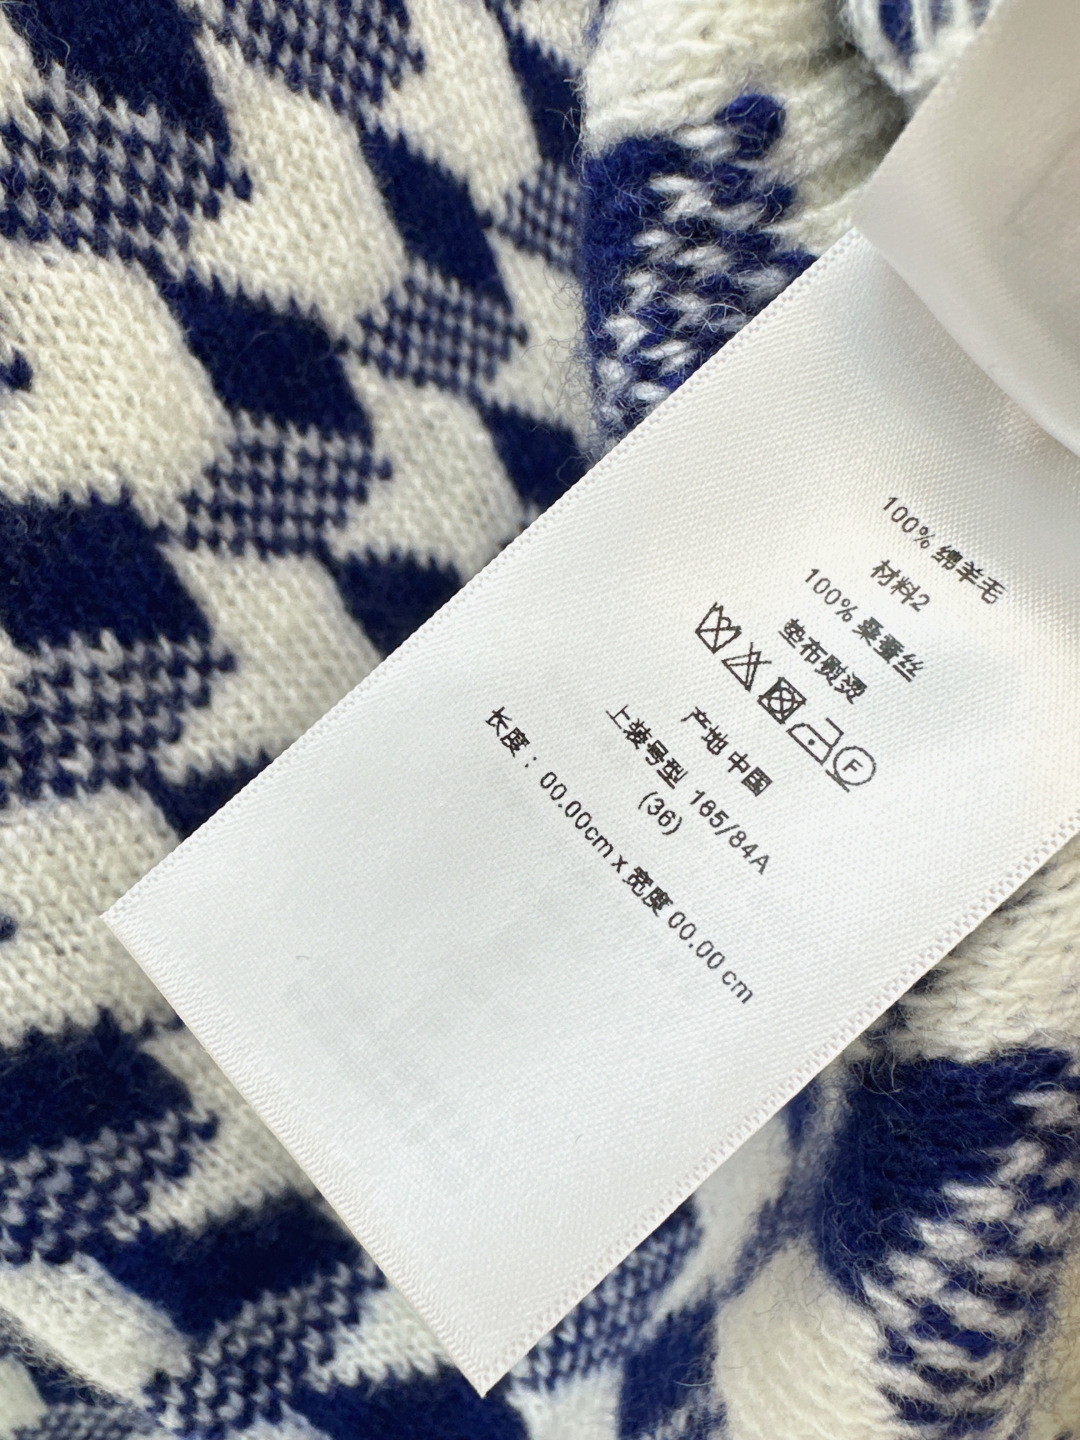 100% 绵羊毛
材料2
100% 桑蚕丝
垫布熨烫
F
产地 中国
上装号型 165/84A
(36)
长度： 00.00cm x 宽度 00.00 cm